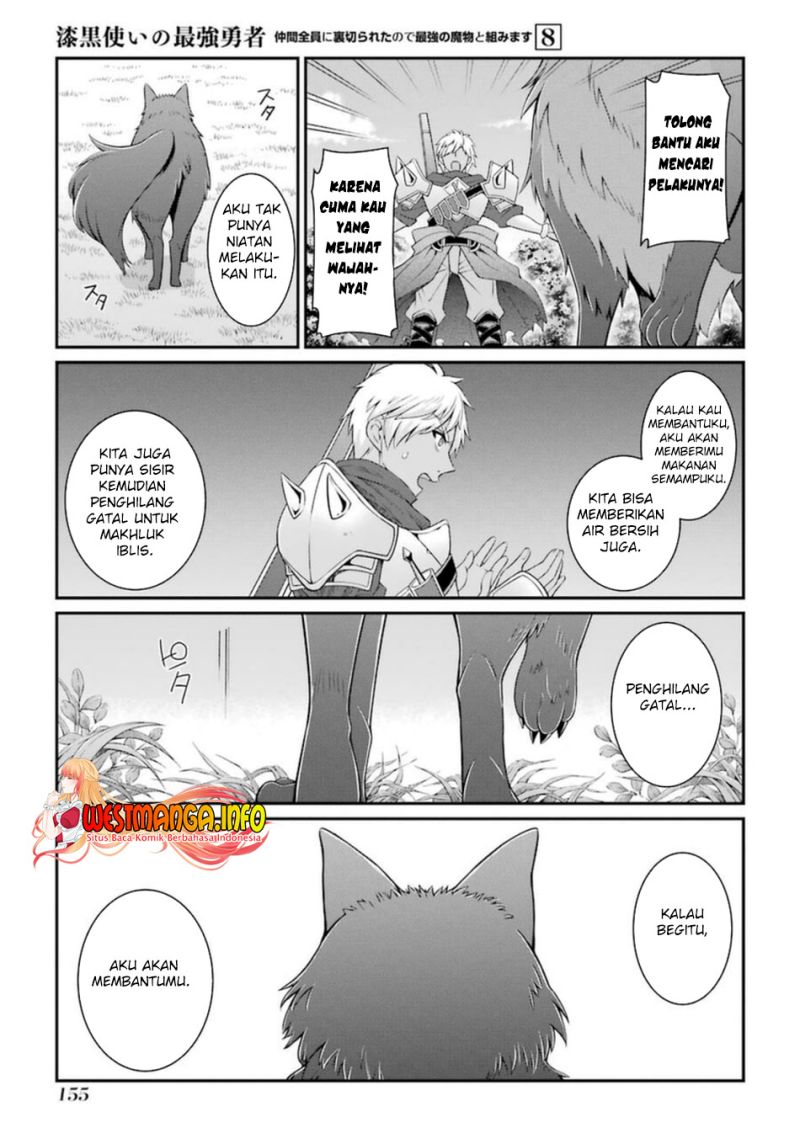 漆黒使いの最強勇者 仲間全員に裏切られたので最強の魔物と組みます 8
TOLONG
BANTU AKU
MENCARI
PELAKUNYA!
KARENA
CUMA KAU
YANG
MELIHAT
WAJAH-
NYA!
スタ
AKU TAK
PUNYA
NIATAN
MELAKU-
KAN ITU.
スタ
KALAU KAU
MEMBANTUKU,
AKU AKAN
MEMBERIMU
MAKANAN
SEMAMPUKU.
KITA BISA
MEMBERIKAN
AIR BERSIH
JUGA.
KITA JUGA
PUNYA SISIR
KEMUDIAN
PENGHILANG
GATAL UNTUK
MAKHLUK
IBLIS.
PENGHILANG
GATAL...
ピタ
WESTMANGA.INFO
Situs Baca Komik Berbahasa Indonesia
KALAU
BEGITU,
AKU AKAN
MEMBANTUMU.
155